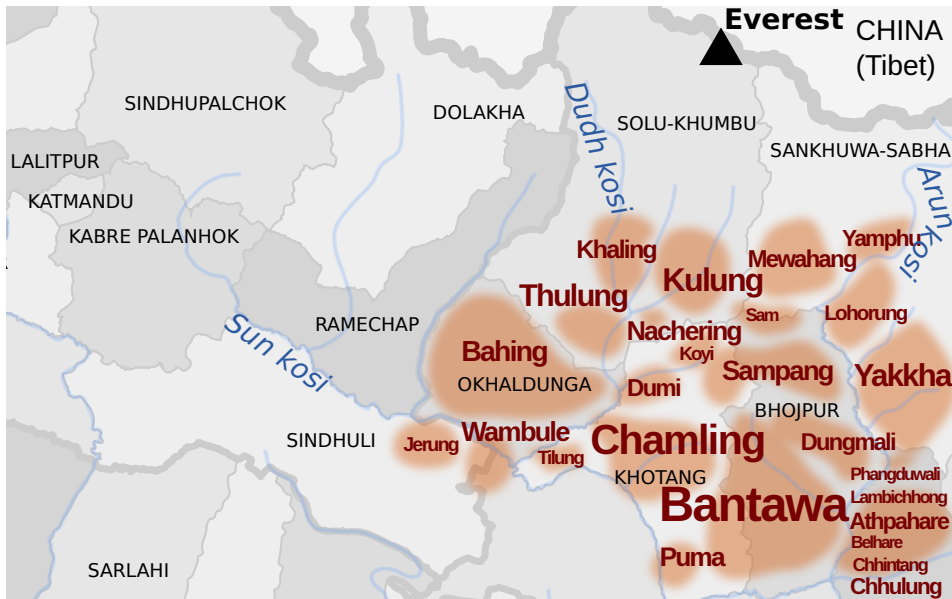 Everest
CHINA
(Tibet)
SINDHUPALCHOK
DOLAKHA
SOLU-KHUMBU
SANKHUWA-SABHA
LALITPUR
KATMANDU
KABRE PALANHOK
Dudh kosi
Arun kosi
Khaling
Mewahang
Yamphu
Kulung
Thulung
Sam
Lohorung
RAMECHAP
Sun kosi
Nachering
Koyi
Bahing
OKHALDUNGA
Dumi
Sampang
Yakkha
BHOJPUR
SINDHULI
Jerung
Wambule
Tilung
Chamling
Dungmali
KHOTANG
Phangduwali
Lambichhong
Bantawa
Athpahare
Belhare
Puma
Chhintang
Chhulung
SARLAHI